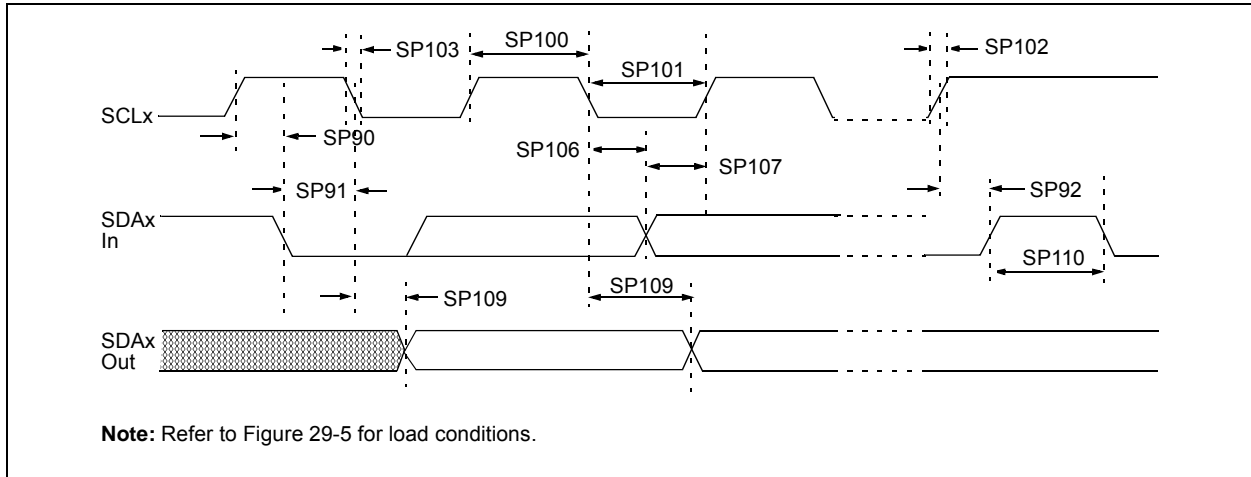 SP103
SP100
SP102
SP101
SCLx
SP90
SP106
SP107
SP91
SP92
SDAx
In
SP110
SP109
SP109
SDAx
Out
Note: Refer to Figure 29-5 for load conditions.